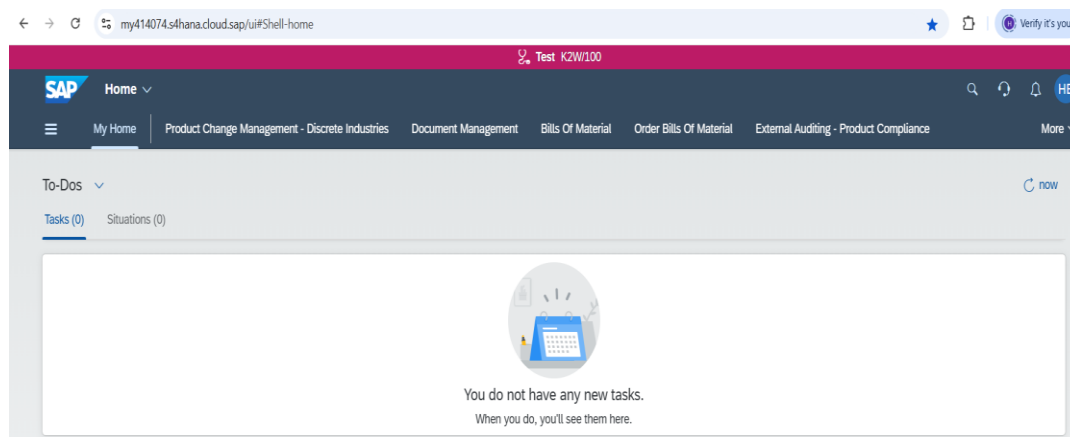 my414074.s4hana.cloud.sap/ui#Shell-home
Verify it's you
Test K2W/100
SAP Home
HE
My Home Product Change Management - Discrete Industries Document Management Bills Of Material Order Bills Of Material External Auditing - Product Compliance More
To-Dos
now
Tasks (0) Situations (0)
You do not have any new tasks.
When you do, you'll see them here.